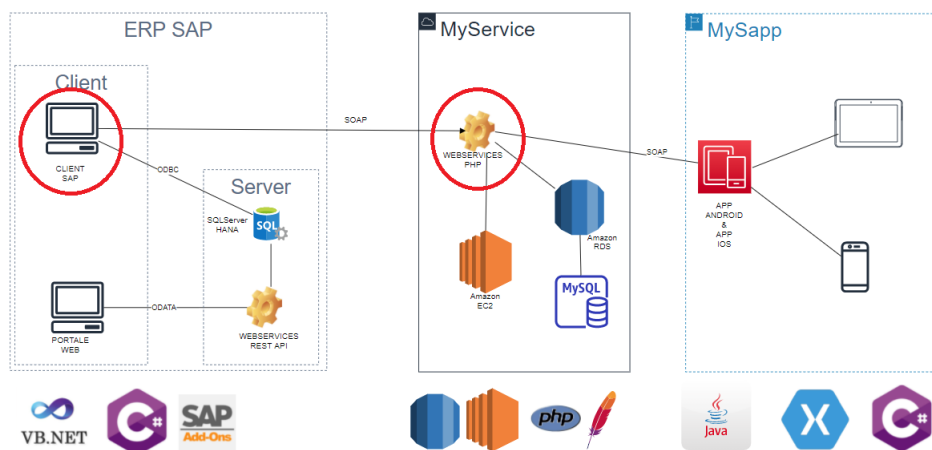 ERP SAP
Client
CLIENT
SAP
ODBC
Server
SQLServer
HANA
SQL
PORTALE
WEB
ODATA
WEBSERVICES
REST API
SOAP
MyService
WEBSERVICES
PHP
Amazon
EC2
Amazon
RDS
MySQL
SOAP
MySapp
APP
ANDROID
&
APP
IOS
VB.NET
C#
SAP
Add-Ons
php
Java
X
C#